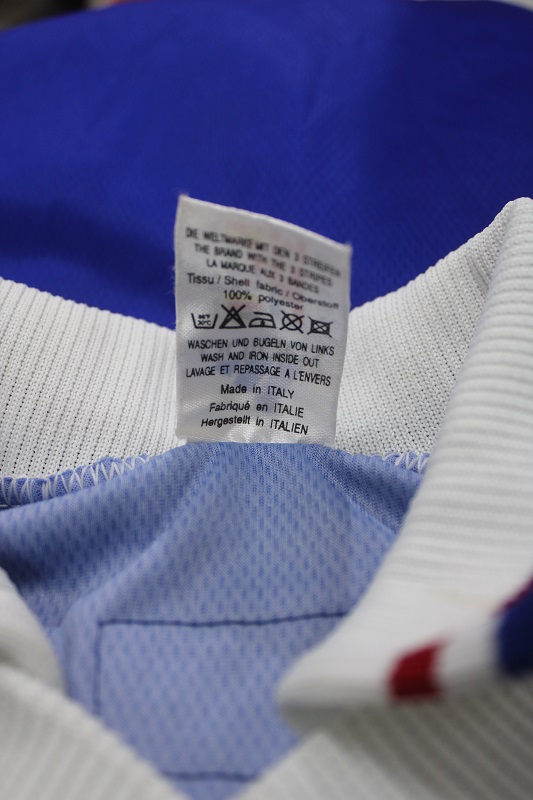 DIE WELTMARKE MIT DEN 3 STREIFEN
THE BRAND WITH THE 3 STRIPES
LA MARQUE AUX 3 BANDES
Tissu / Shell fabric / Oberstoff
100% polyester
30°C
WASCHEN UND BUGELN VON LINKS
WASH AND IRON INSIDE OUT
LAVAGE ET REPASSAGE A L'ENVERS
Made in ITALY
Fabriqué en ITALIE
Hergestellt in ITALIEN